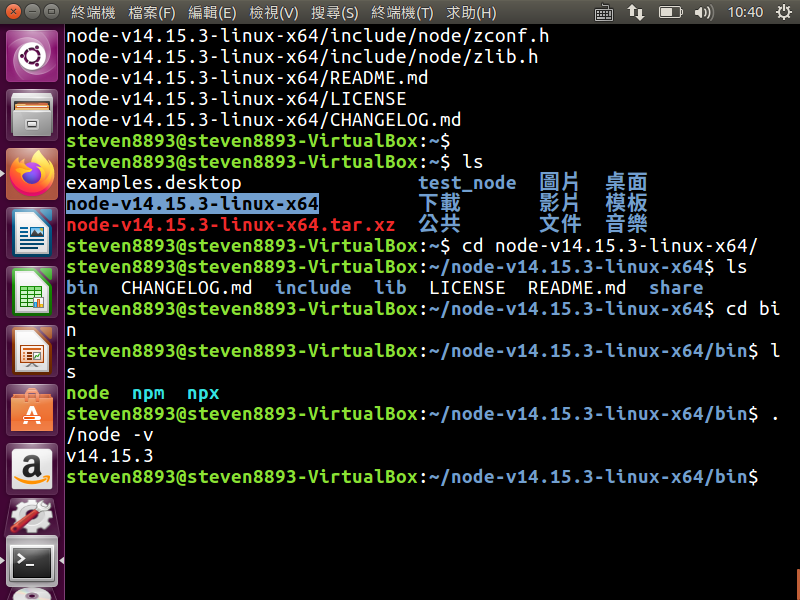 終端機 檔案(F) 編輯(E) 檢視(V) 搜尋(S) 終端機(T) 求助(H) 10:40
node-v14.15.3-linux-x64/include/node/zconf.h
node-v14.15.3-linux-x64/include/node/zlib.h
node-v14.15.3-linux-x64/README.md
node-v14.15.3-linux-x64/LICENSE
node-v14.15.3-linux-x64/CHANGELOG.md
steven8893@steven8893-VirtualBox:~$
steven8893@steven8893-VirtualBox:~$ ls
examples.desktop test_node 圖片 桌面
node-v14.15.3-linux-x64 下載 影片 模板
node-v14.15.3-linux-x64.tar.xz 公共 文件 音樂
steven8893@steven8893-VirtualBox:~$ cd node-v14.15.3-linux-x64/
steven8893@steven8893-VirtualBox:~/node-v14.15.3-linux-x64$ ls
bin CHANGELOG.md include lib LICENSE README.md share
steven8893@steven8893-VirtualBox:~/node-v14.15.3-linux-x64$ cd bi
n
steven8893@steven8893-VirtualBox:~/node-v14.15.3-linux-x64/bin$ l
s
node npm npx
steven8893@steven8893-VirtualBox:~/node-v14.15.3-linux-x64/bin$ .
/node -v
v14.15.3
steven8893@steven8893-VirtualBox:~/node-v14.15.3-linux-x64/bin$